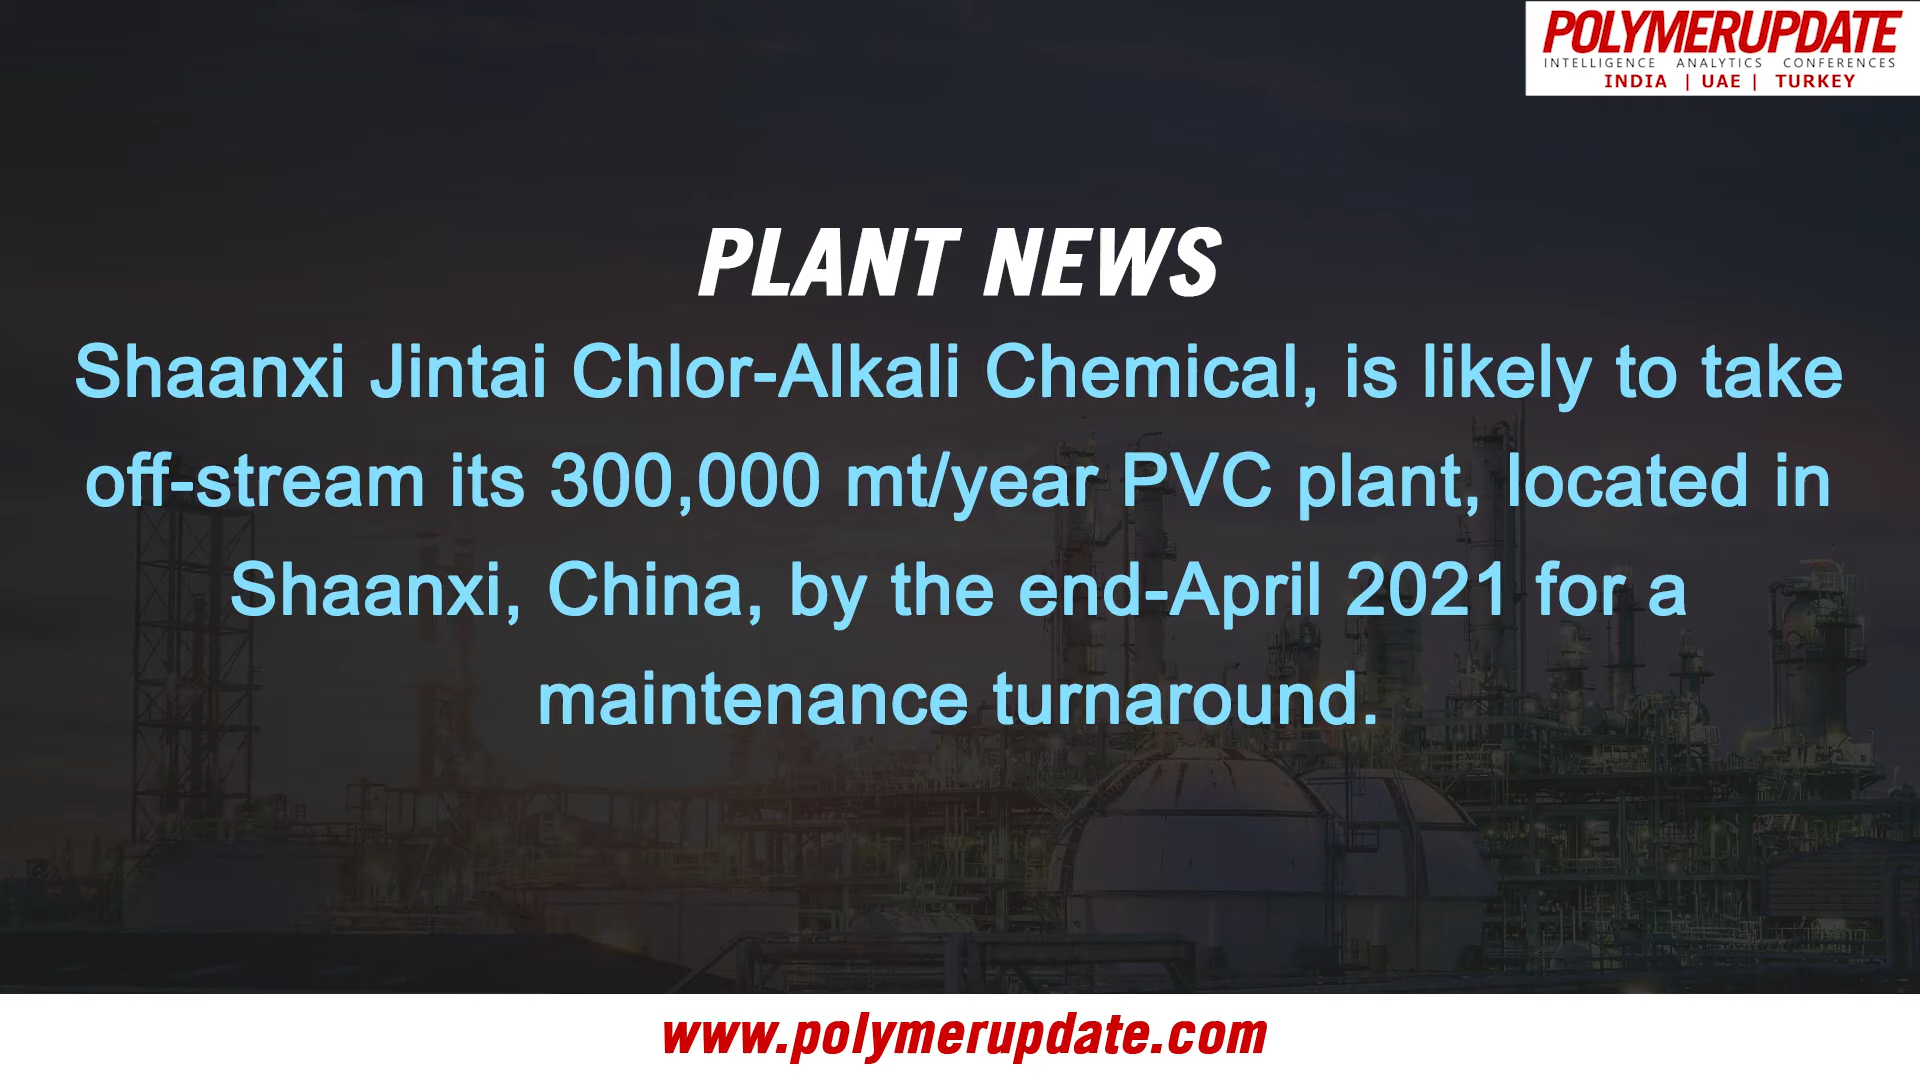 POLYMERUPDATE
INTELLIGENCE ANALYTICS CONFERENCES
INDIA | UAE | TURKEY
PLANT NEWS
Shaanxi Jintai Chlor-Alkali Chemical, is likely to take
off-stream its 300,000 mt/year PVC plant, located in
Shaanxi, China, by the end-April 2021 for a
maintenance turnaround.
www.polymerupdate.com